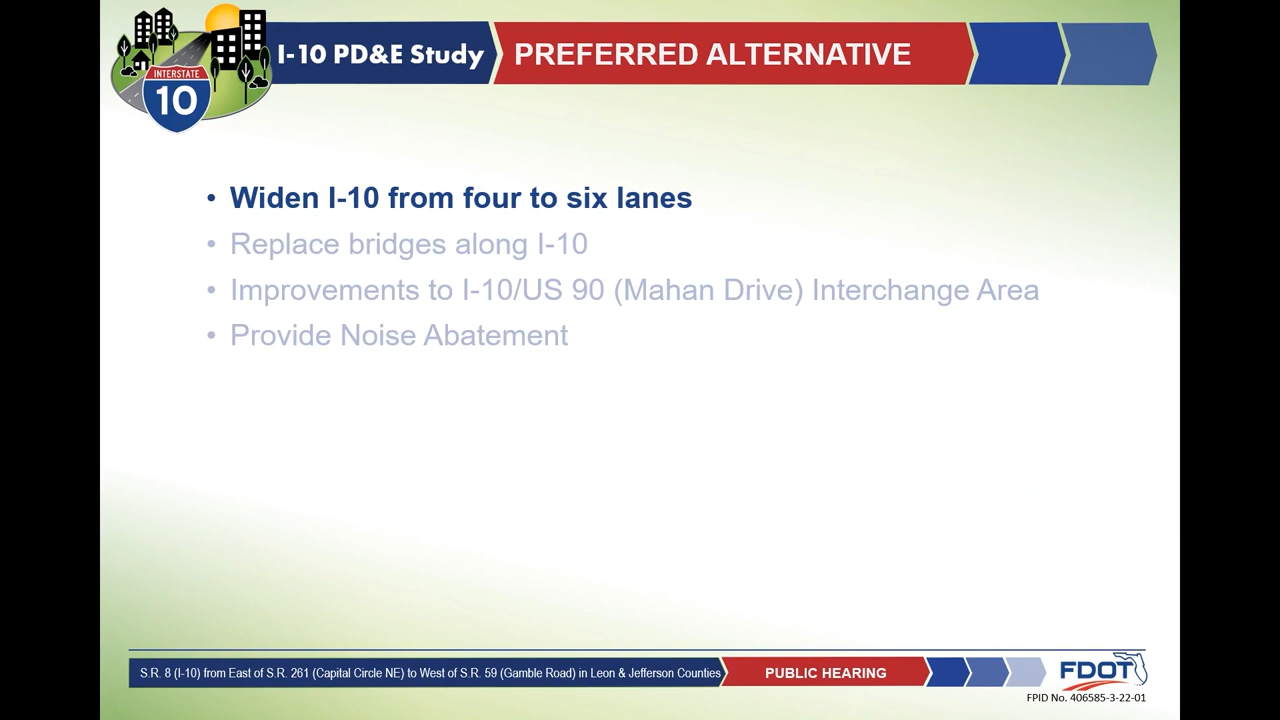 I-10 PD&E Study
PREFERRED ALTERNATIVE
INTERSTATE
10
• Widen I-10 from four to six lanes
• Replace bridges along I-10
• Improvements to I-10/US 90 (Mahan Drive) Interchange Area
• Provide Noise Abatement
S.R. 8 (I-10) from East of S.R. 261 (Capital Circle NE) to West of S.R. 59 (Gamble Road) in Leon & Jefferson Counties
PUBLIC HEARING
FDOT
FPID No. 406585-3-22-01